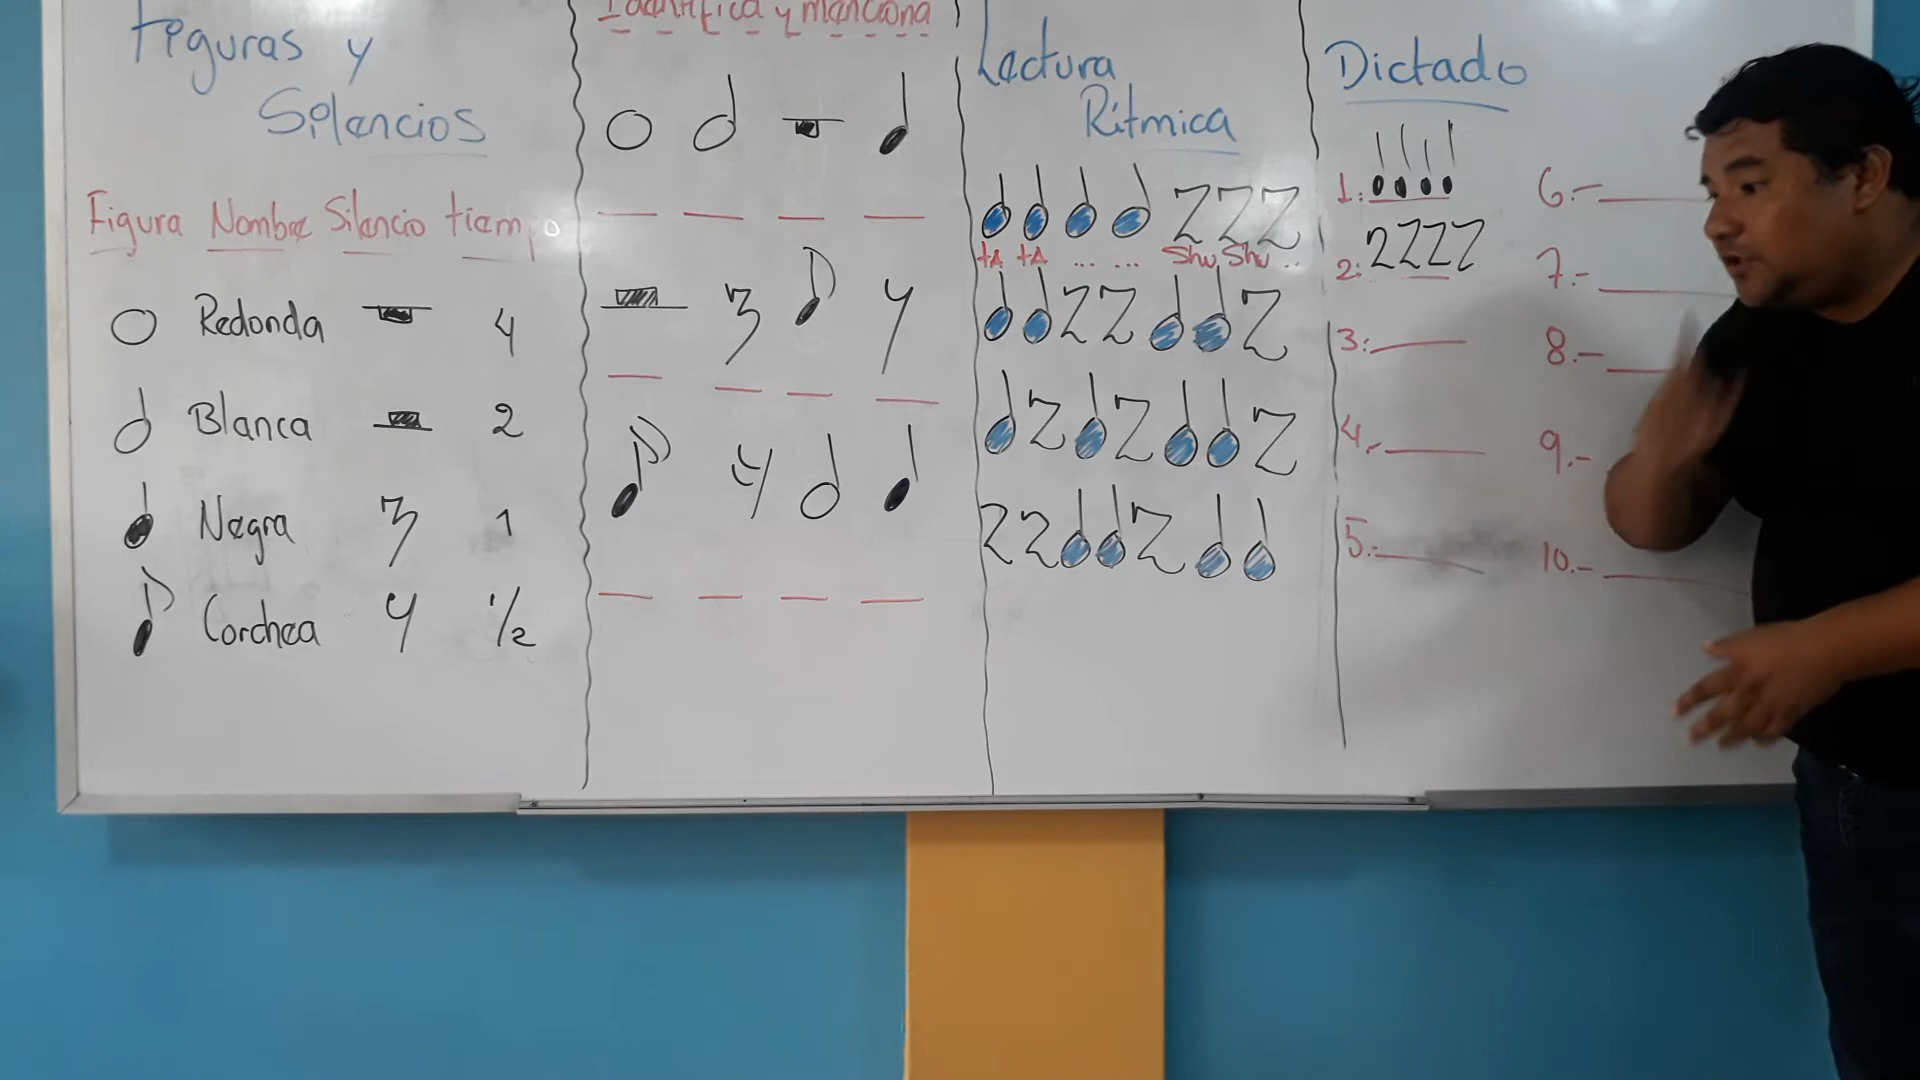 Figuras y
Silencios
Figura Nombre Silencio tiempo
Redonda 4
Blanca 2
Negra 1
Corchea 1/2
Identifica y menciona
Lectura
Rítmica
tA tA ... ... Shu Shu ..
Dictado
1:
2:
3:
4.-
5.-
6.-
7.-
8.-
9.-
10.-